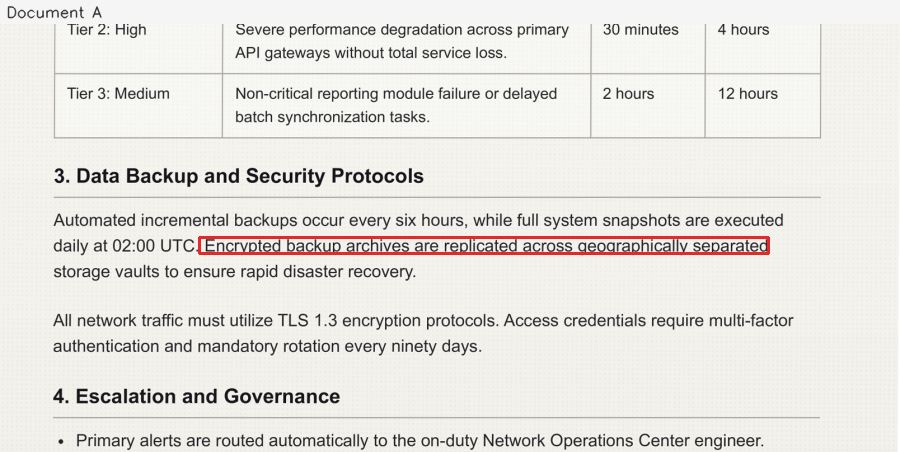 Document A
Tier 2: High Severe performance degradation across primary 30 minutes 4 hours
API gateways without total service loss.
Tier 3: Medium Non-critical reporting module failure or delayed 2 hours 12 hours
batch synchronization tasks.
3. Data Backup and Security Protocols
Automated incremental backups occur every six hours, while full system snapshots are executed
daily at 02:00 UTC. Encrypted backup archives are replicated across geographically separated
storage vaults to ensure rapid disaster recovery.
All network traffic must utilize TLS 1.3 encryption protocols. Access credentials require multi-factor
authentication and mandatory rotation every ninety days.
4. Escalation and Governance
• Primary alerts are routed automatically to the on-duty Network Operations Center engineer.